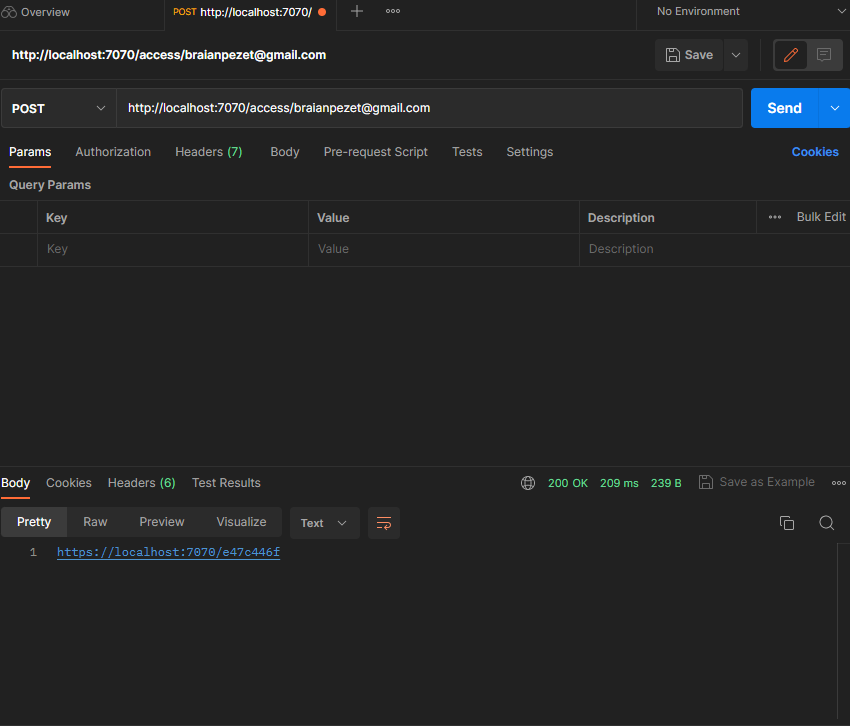 Overview POST http://localhost:7070/ No Environment
http://localhost:7070/access/braianpezet@gmail.com Save
POST http://localhost:7070/access/braianpezet@gmail.com Send
Params Authorization Headers (7) Body Pre-request Script Tests Settings Cookies
Query Params
Key Value Description Bulk Edit
Key Value Description
Body Cookies Headers (6) Test Results 200 OK 209 ms 239 B Save as Example
Pretty Raw Preview Visualize Text
1 https://localhost:7070/e47c446f